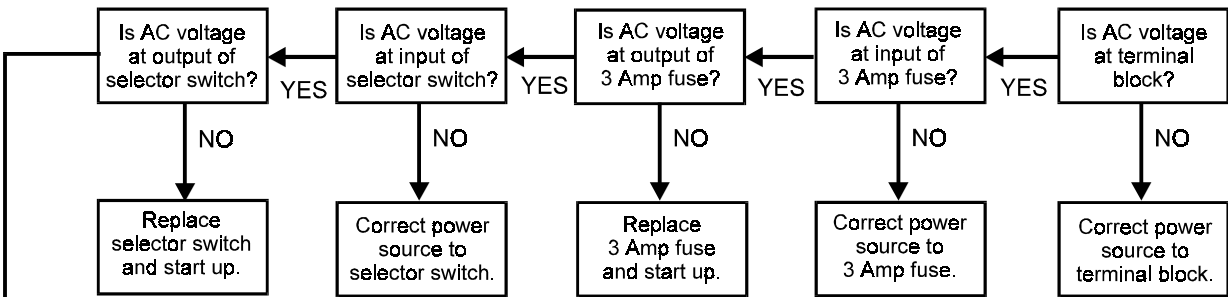 Is AC voltage
at output of
selector switch?
YES
Is AC voltage
at input of
selector switch?
YES
Is AC voltage
at output of
3 Amp fuse?
YES
Is AC voltage
at input of
3 Amp fuse?
YES
Is AC voltage
at terminal
block?
NO
NO
NO
NO
NO
Replace
selector switch
and start up.
Correct power
source to
selector switch.
Replace
3 Amp fuse
and start up.
Correct power
source to
3 Amp fuse.
Correct power
source to
terminal block.